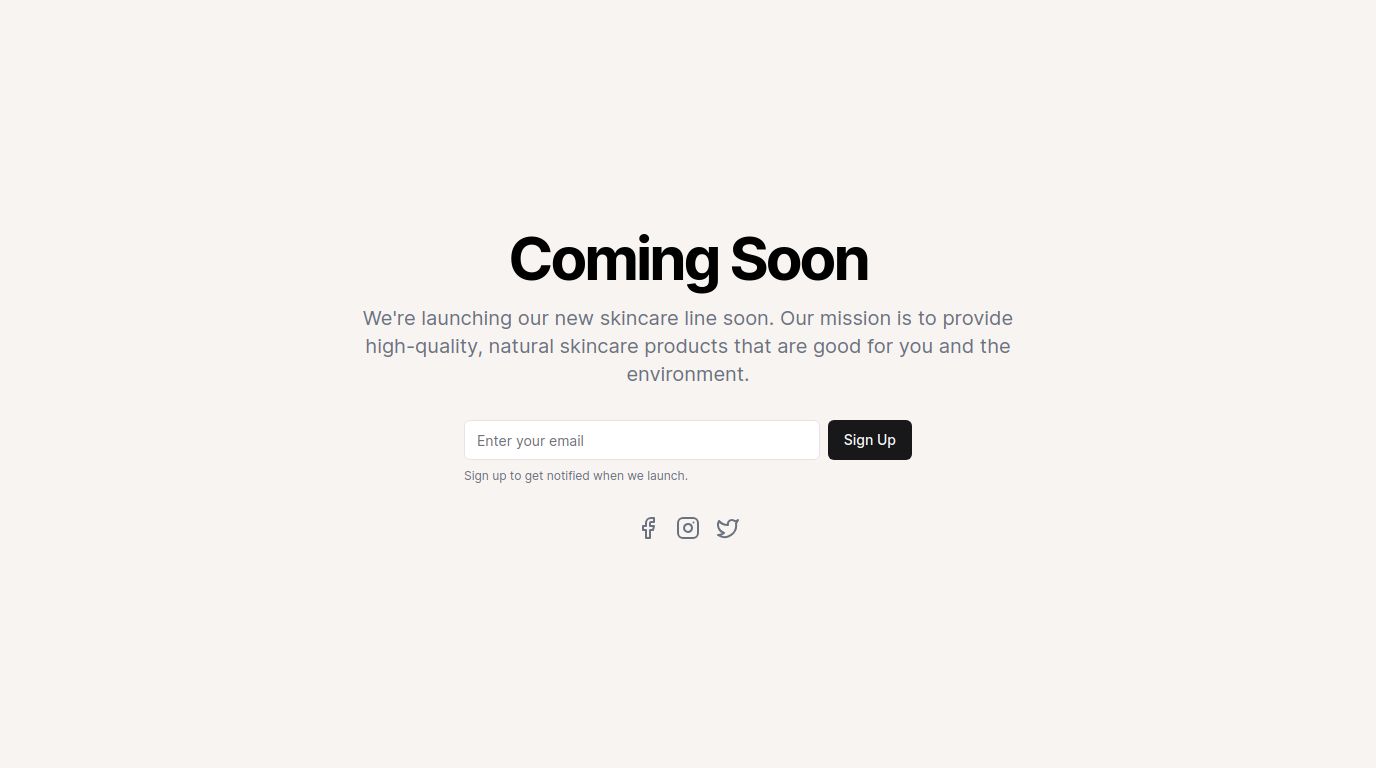 Coming Soon
We're launching our new skincare line soon. Our mission is to provide
high-quality, natural skincare products that are good for you and the
environment.
Enter your email
Sign Up
Sign up to get notified when we launch.